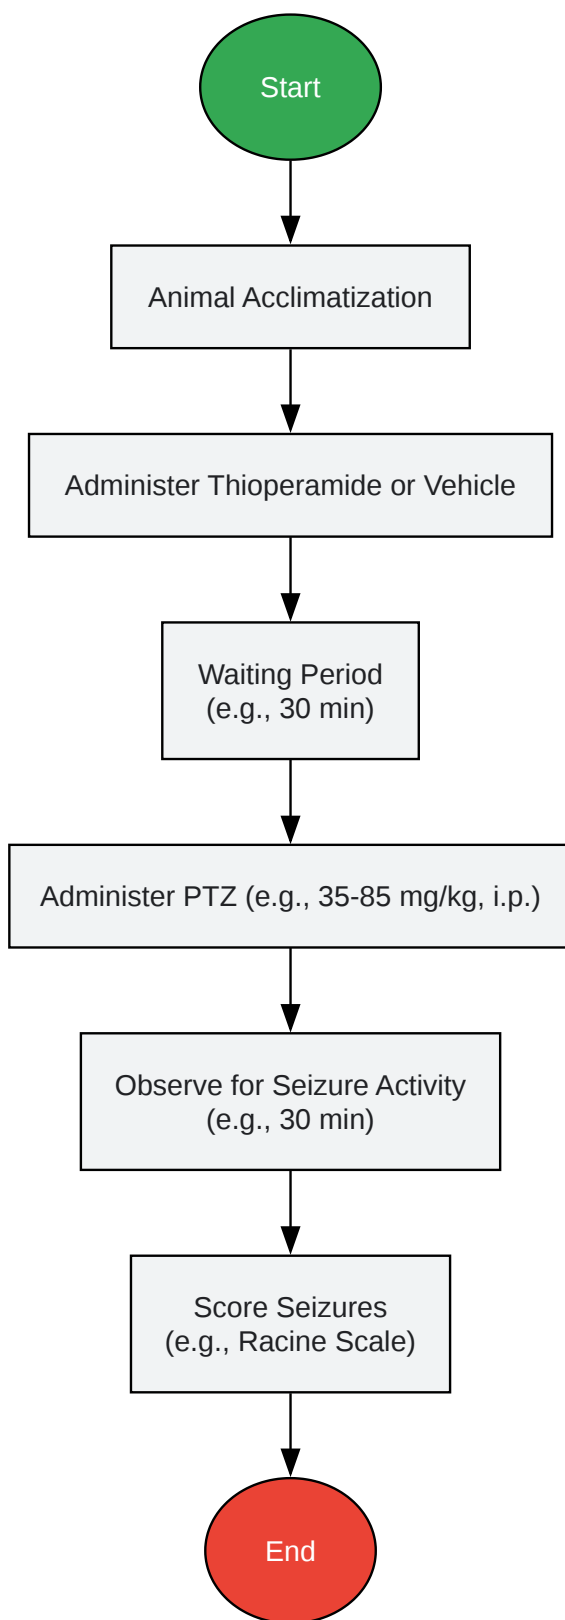 Start
Animal Acclimatization
Administer Thioperamide or Vehicle
Waiting Period
(e.g., 30 min)
Administer PTZ (e.g., 35-85 mg/kg, i.p.)
Observe for Seizure Activity
(e.g., 30 min)
Score Seizures
(e.g., Racine Scale)
End